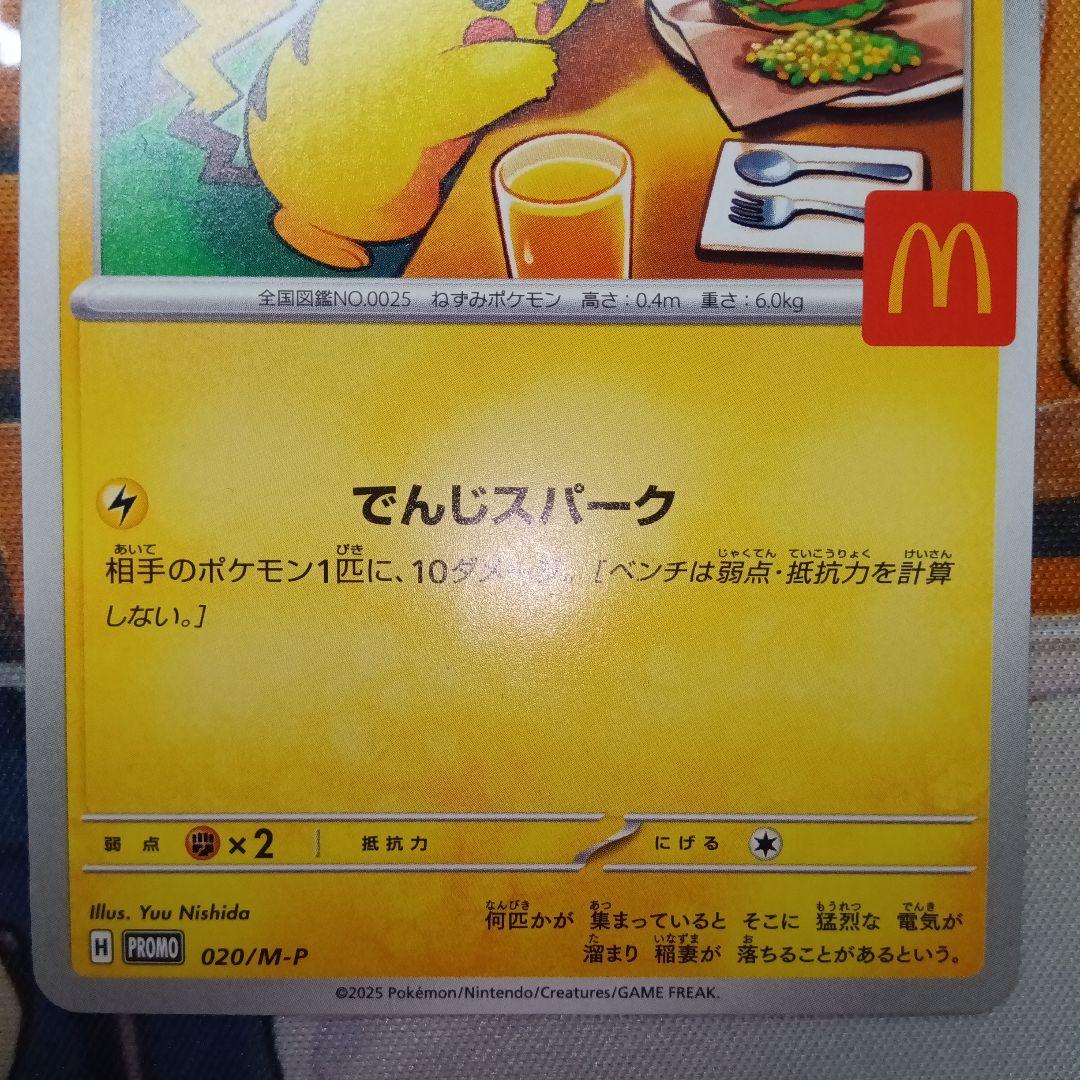 全国図鑑NO.0025 ねずみポケモン 高さ:0.4m 重さ:6.0kg
でんじスパーク
相手のポケモン1匹に、10ダメージ。[ベンチは弱点・抵抗力を計算
しない。]
弱点 ×2 抵抗力 にげる
Illus. Yuu Nishida
何匹かが 集まっていると そこに 猛烈な 電気が
溜まり 稲妻が 落ちることがあるという。
H PROMO 020/M-P
©2025 Pokémon/Nintendo/Creatures/GAME FREAK.